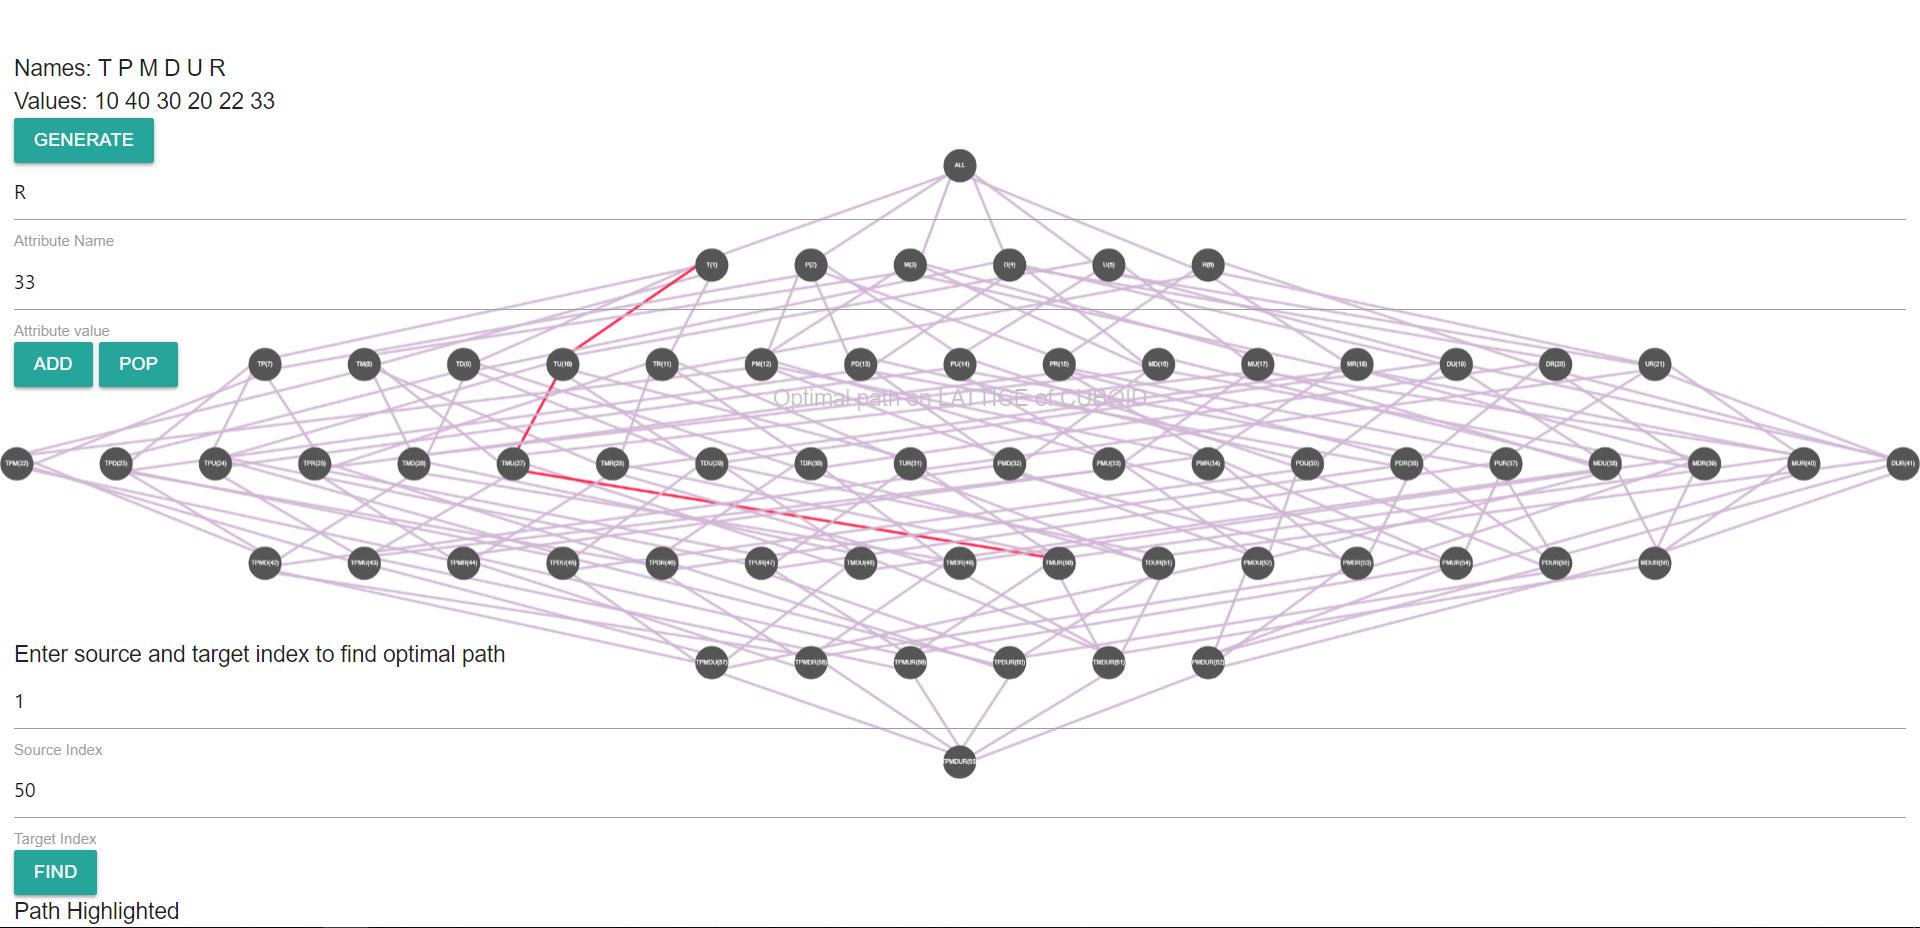 Names: T P M D U R
Values: 10 40 30 20 22 33
GENERATE
ALL
R
Attribute Name
T(1) P(2) M(3) D(4) U(5) R(6)
33
Attribute value
ADD POP
TP(7) TM(8) TD(9) TU(10) TR(11) PM(12) PD(13) PU(14) PR(15) MD(16) MU(17) MR(18) DU(19) DR(20) UR(21)
Optimal path on LATTICE of CUBOID
TPM(22) TPD(23) TPU(24) TPR(25) TMD(26) TMU(27) TMR(28) TDU(29) TDR(30) TUR(31) PMD(32) PMU(33) PMR(34) PDU(35) PDR(36) PUR(37) MDU(38) MDR(39) MUR(40) DUR(41)
TPMD(42) TPMU(43) TPMR(44) TPDU(45) TPDR(46) TPUR(47) TMDU(48) TMDR(49) TMUR(50) TDUR(51) PMDU(52) PMDR(53) PMUR(54) PDUR(55) MDUR(56)
Enter source and target index to find optimal path
TPMDU(57) TPMDR(58) TPMUR(59) TPDUR(60) TMDUR(61) PMDUR(62)
1
Source Index
50
Target Index
FIND
Path Highlighted